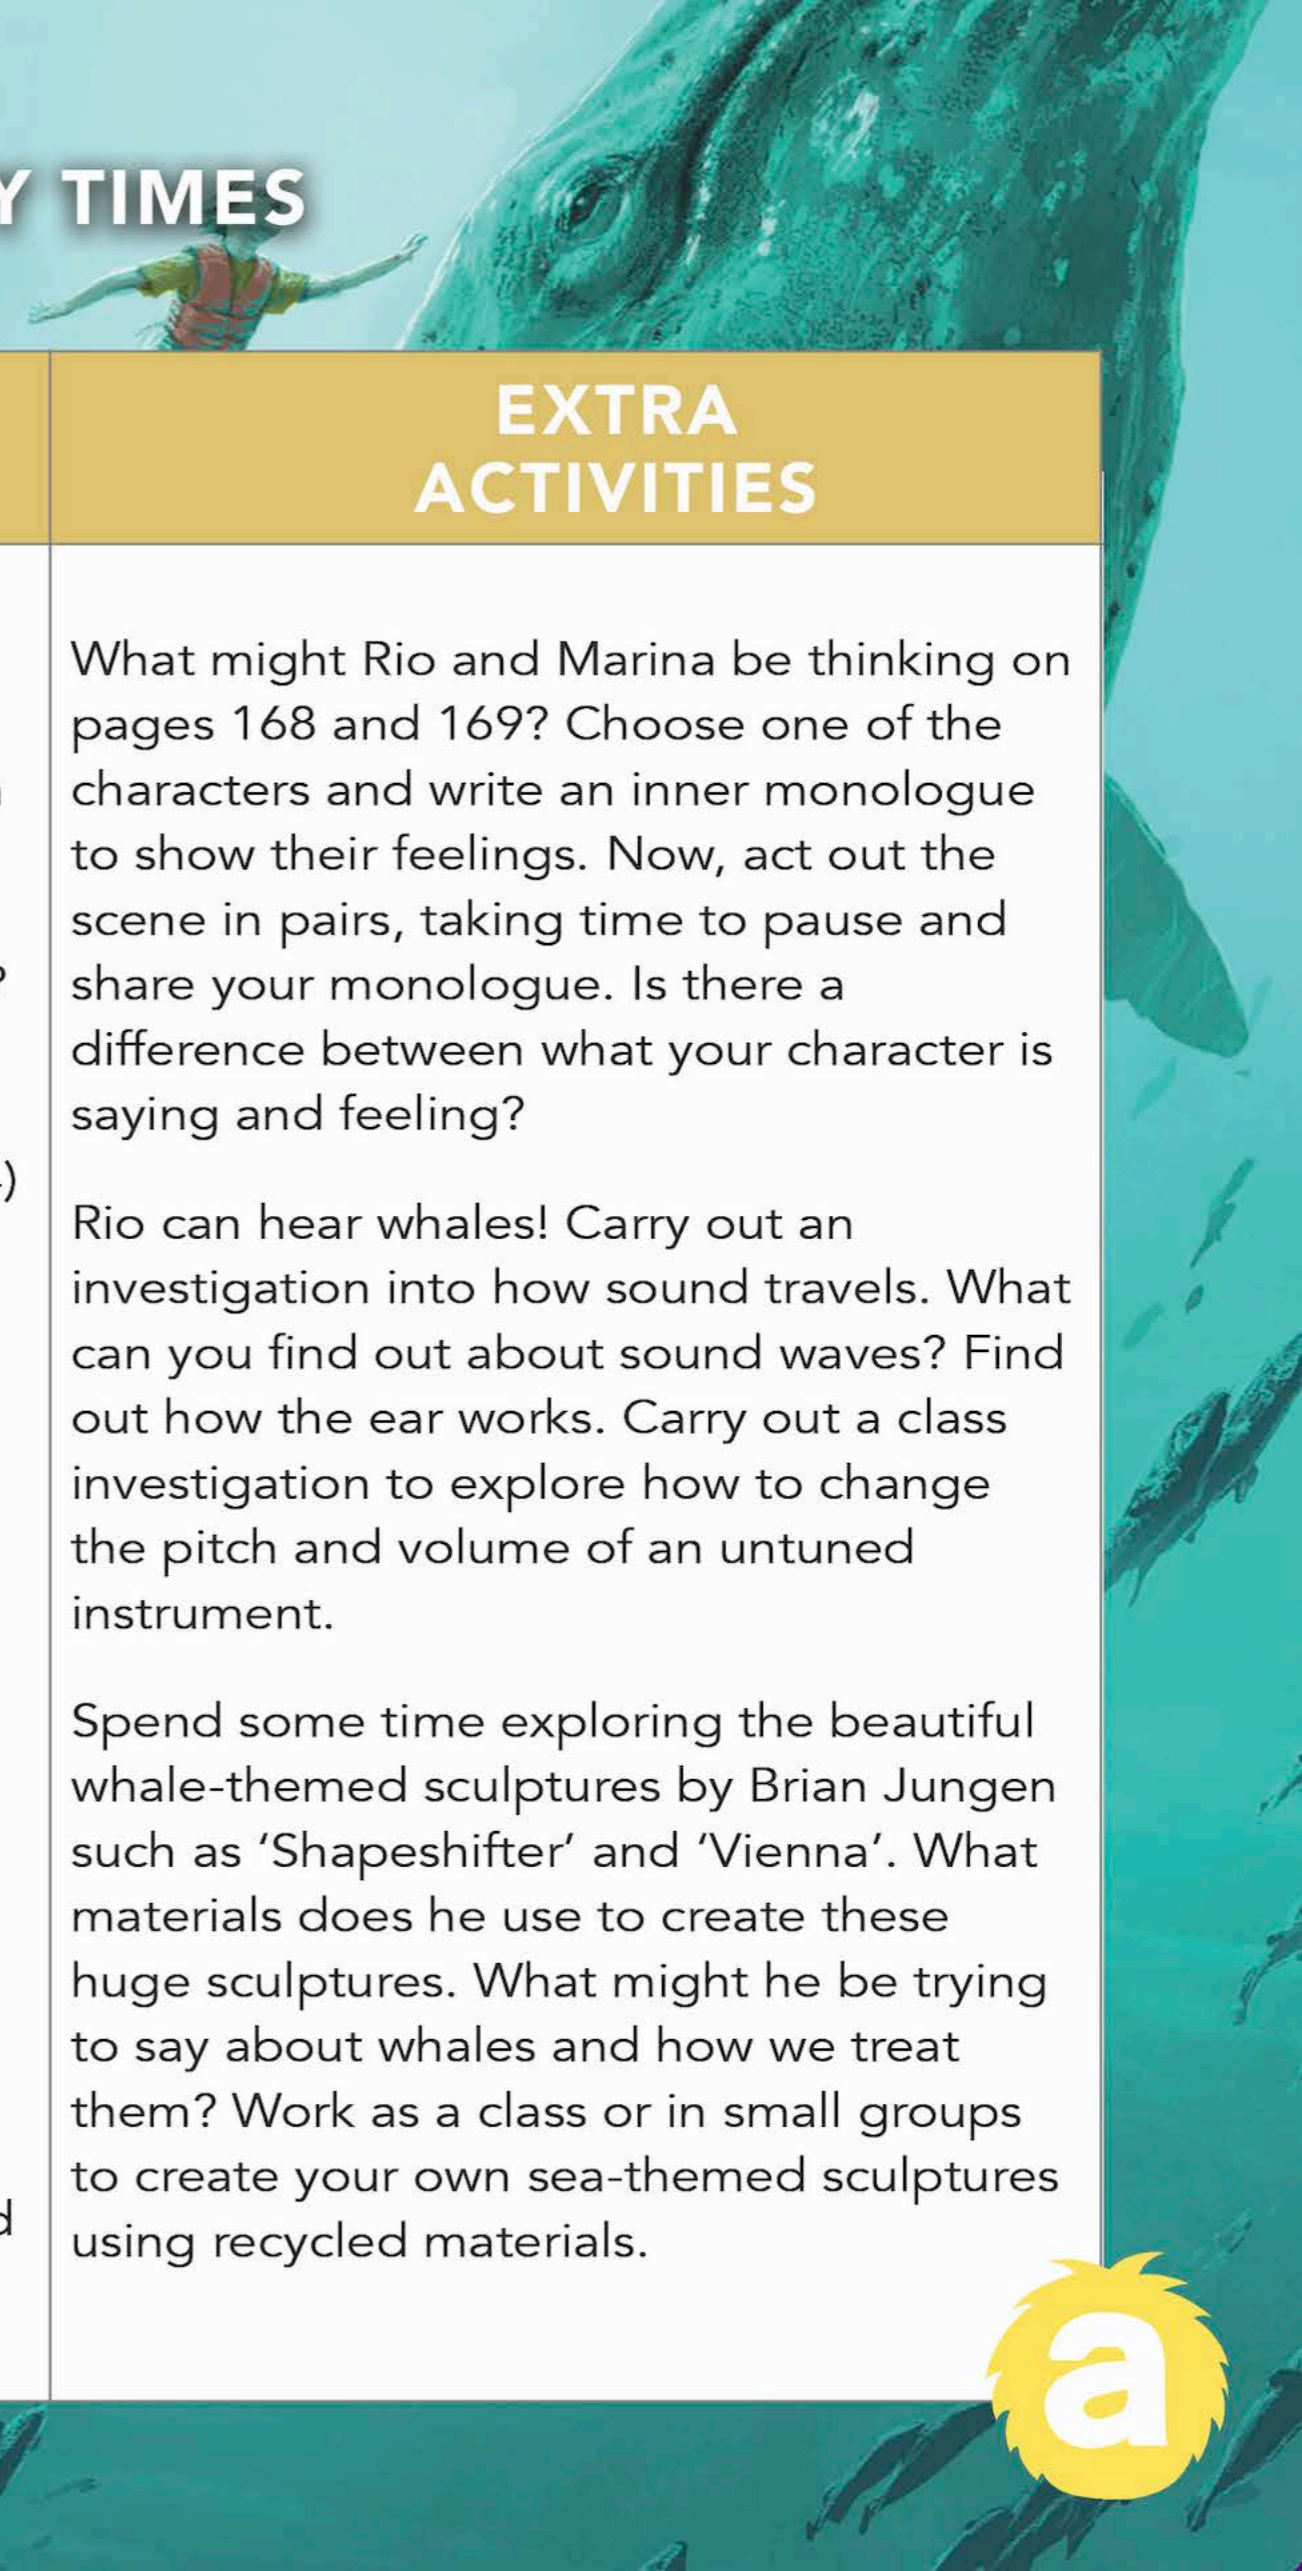 Y TIMES
EXTRA
ACTIVITIES
What might Rio and Marina be thinking on
pages 168 and 169? Choose one of the
characters and write an inner monologue
to show their feelings. Now, act out the
scene in pairs, taking time to pause and
share your monologue. Is there a
difference between what your character is
saying and feeling?
Rio can hear whales! Carry out an
investigation into how sound travels. What
can you find out about sound waves? Find
out how the ear works. Carry out a class
investigation to explore how to change
the pitch and volume of an untuned
instrument.
Spend some time exploring the beautiful
whale-themed sculptures by Brian Jungen
such as ‘Shapeshifter’ and ‘Vienna’. What
materials does he use to create these
huge sculptures. What might he be trying
to say about whales and how we treat
them? Work as a class or in small groups
to create your own sea-themed sculptures
using recycled materials.
a